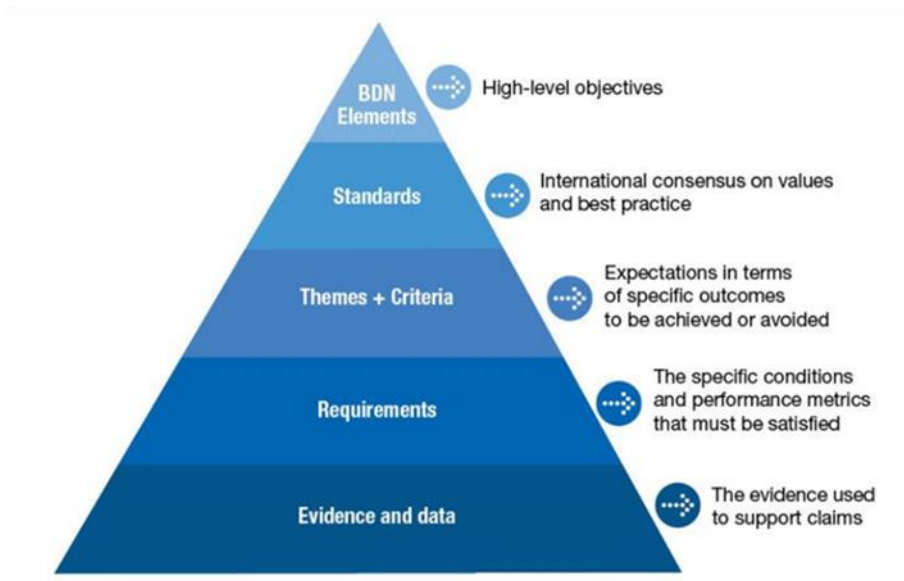 BDN
Elements
High-level objectives
Standards
International consensus on values
and best practice
Themes + Criteria
Expectations in terms
of specific outcomes
to be achieved or avoided
Requirements
The specific conditions
and performance metrics
that must be satisfied
Evidence and data
The evidence used
to support claims